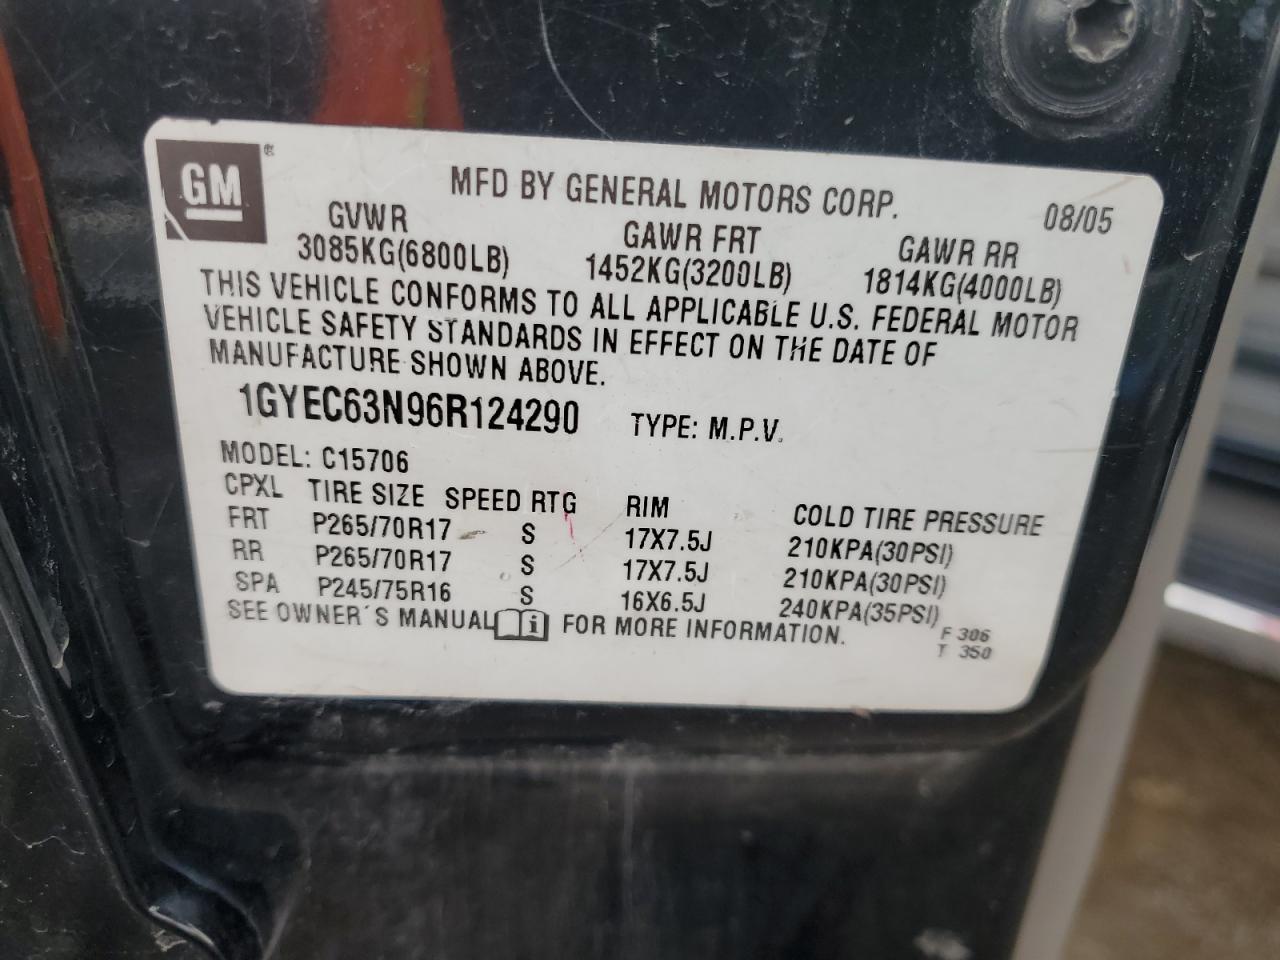 GM ®
MFD BY GENERAL MOTORS CORP. 08/05
GVWR GAWR FRT GAWR RR
3085KG(6800LB) 1452KG(3200LB) 1814KG(4000LB)
THIS VEHICLE CONFORMS TO ALL APPLICABLE U.S. FEDERAL MOTOR
VEHICLE SAFETY STANDARDS IN EFFECT ON THE DATE OF
MANUFACTURE SHOWN ABOVE.
1GYEC63N96R124290 TYPE: M.P.V.
MODEL: C15706
CPXL TIRE SIZE SPEED RTG RIM COLD TIRE PRESSURE
FRT P265/70R17 S 17X7.5J 210KPA(30PSI)
RR P265/70R17 S 17X7.5J 210KPA(30PSI)
SPA P245/75R16 S 16X6.5J 240KPA(35PSI)
SEE OWNER'S MANUAL i FOR MORE INFORMATION.
F 306
T 350